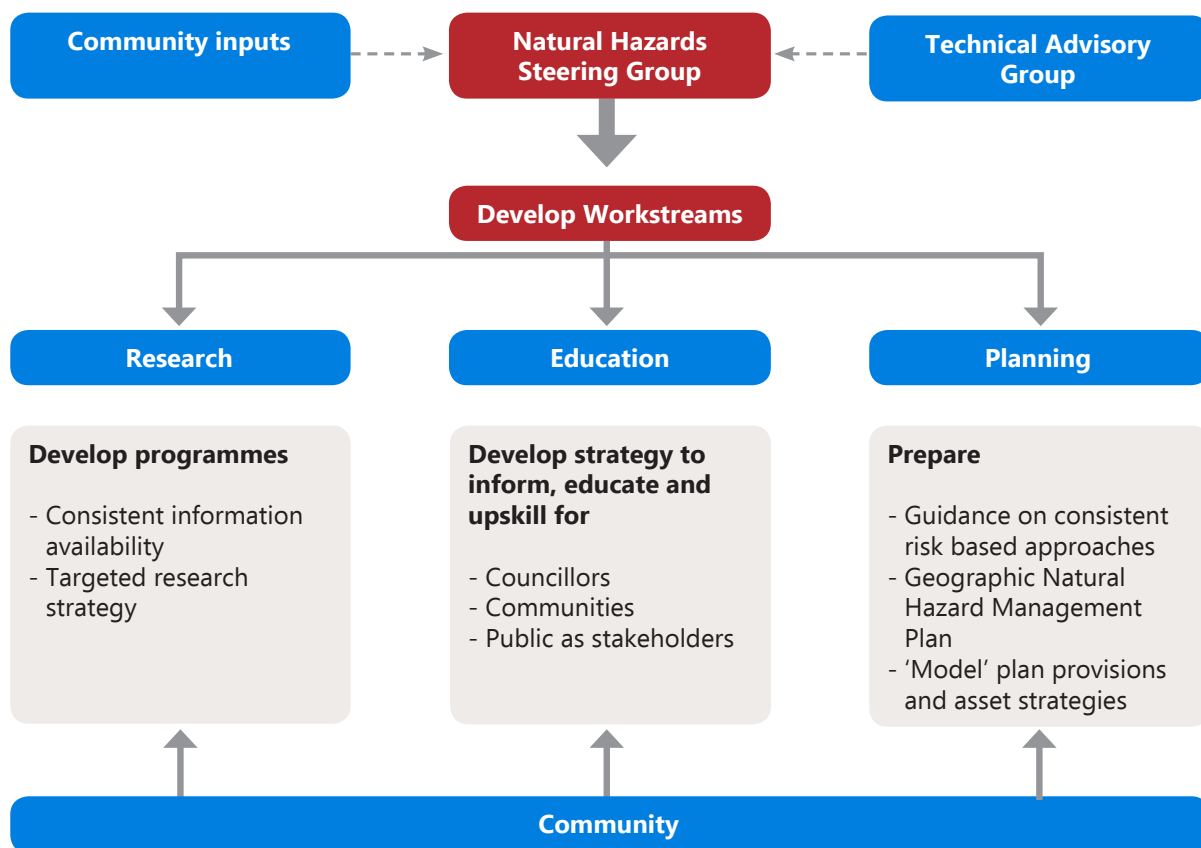 Community inputs
Natural Hazards
Steering Group
Technical Advisory
Group
Develop Workstreams
Research
Education
Planning
Develop programmes
- Consistent information
availability
- Targeted research
strategy
Develop strategy to
inform, educate and
upskill for
- Councillors
- Communities
- Public as stakeholders
Prepare
- Guidance on consistent
risk based approaches
- Geographic Natural
Hazard Management
Plan
- ‘Model’ plan provisions
and asset strategies
Community